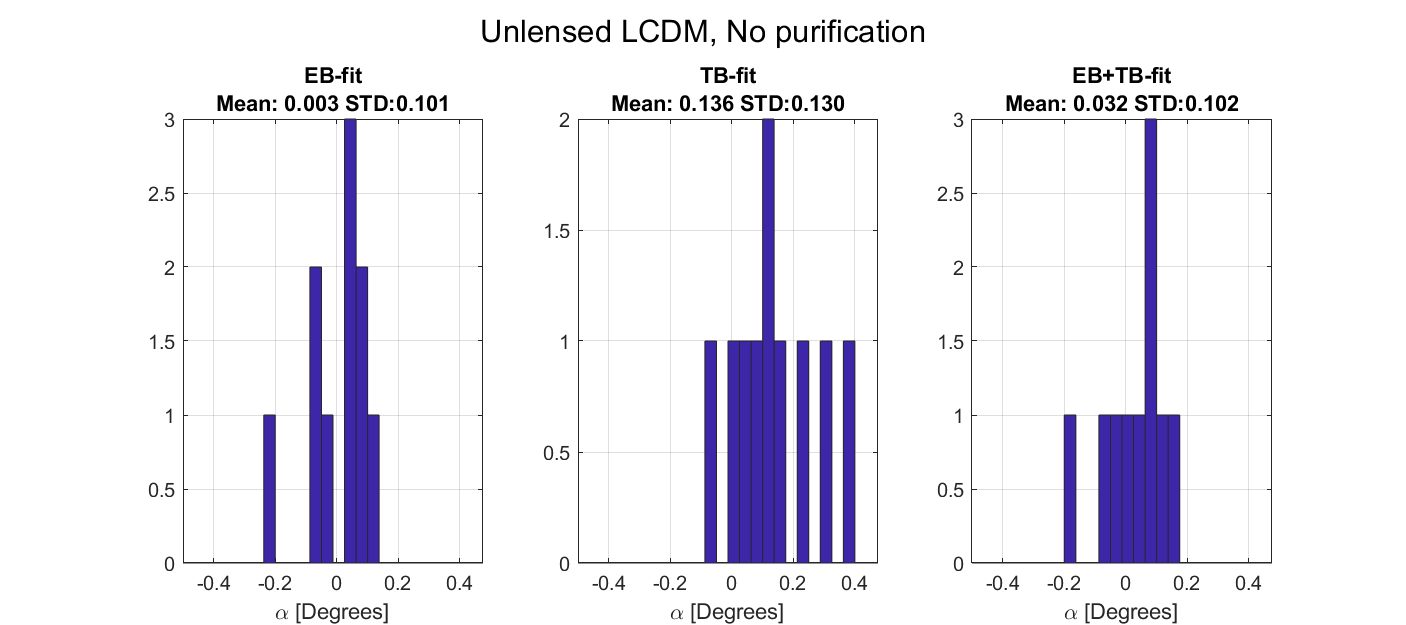 Unlensed LCDM, No purification
EB-fit
Mean: 0.003 STD:0.101
3
2.5
2
1.5
1
0.5
0
-0.4 -0.2 0 0.2 0.4
α [Degrees]
TB-fit
Mean: 0.136 STD:0.130
2
1.5
1
0.5
0
-0.4 -0.2 0 0.2 0.4
α [Degrees]
EB+TB-fit
Mean: 0.032 STD:0.102
3
2.5
2
1.5
1
0.5
0
-0.4 -0.2 0 0.2 0.4
α [Degrees]